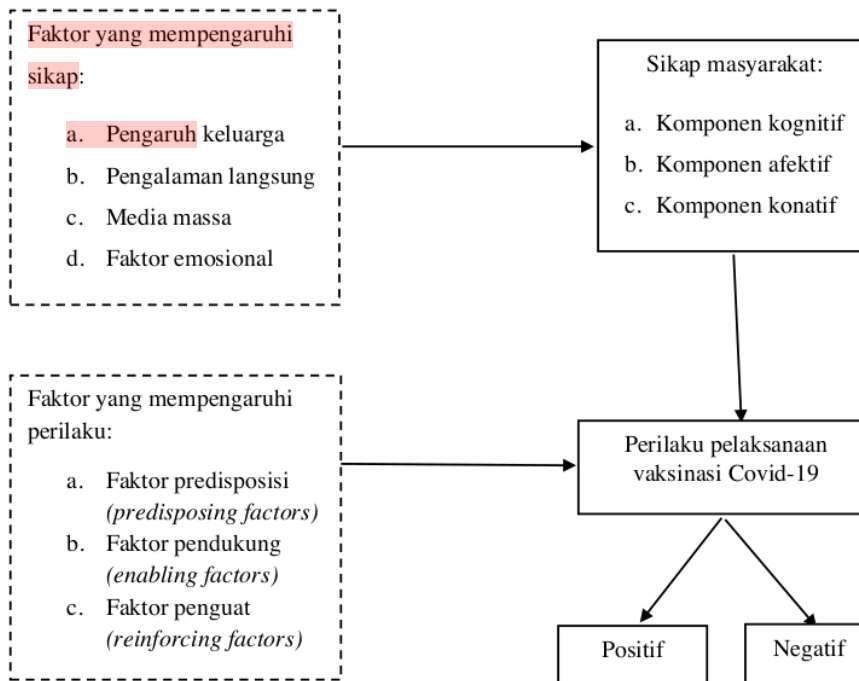 Faktor yang mempengaruhi
sikap:
a. Pengaruh keluarga
b. Pengalaman langsung
c. Media massa
d. Faktor emosional
Sikap masyarakat:
a. Komponen kognitif
b. Komponen afektif
c. Komponen konatif
Faktor yang mempengaruhi
perilaku:
a. Faktor predisposisi
(predisposing factors)
b. Faktor pendukung
(enabling factors)
c. Faktor penguat
(reinforcing factors)
Perilaku pelaksanaan
vaksinasi Covid-19
Positif
Negatif